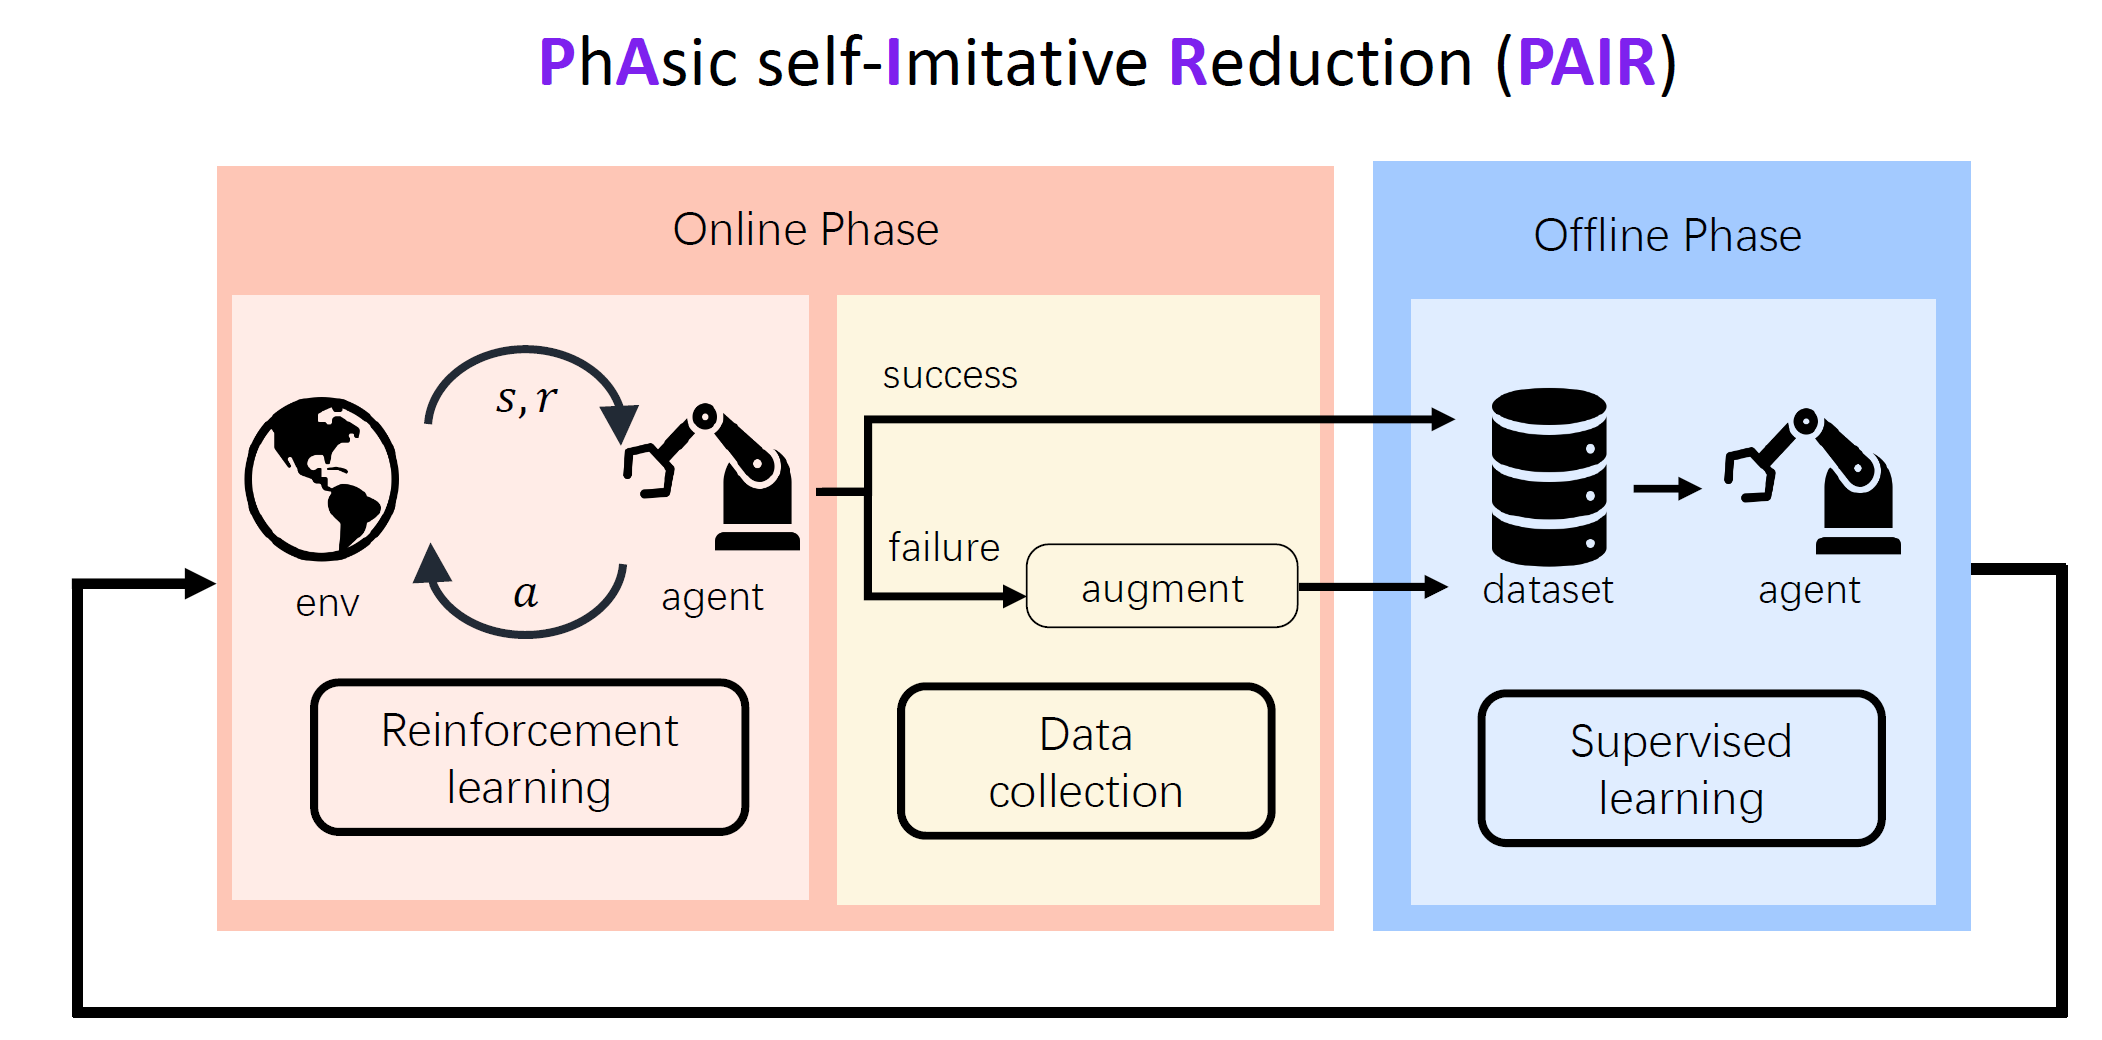 PhAsic self-Imitative Reduction (PAIR)
Online Phase
s, r
env
a
agent
Reinforcement
learning
success
failure
augment
Data
collection
Offline Phase
dataset
agent
Supervised
learning